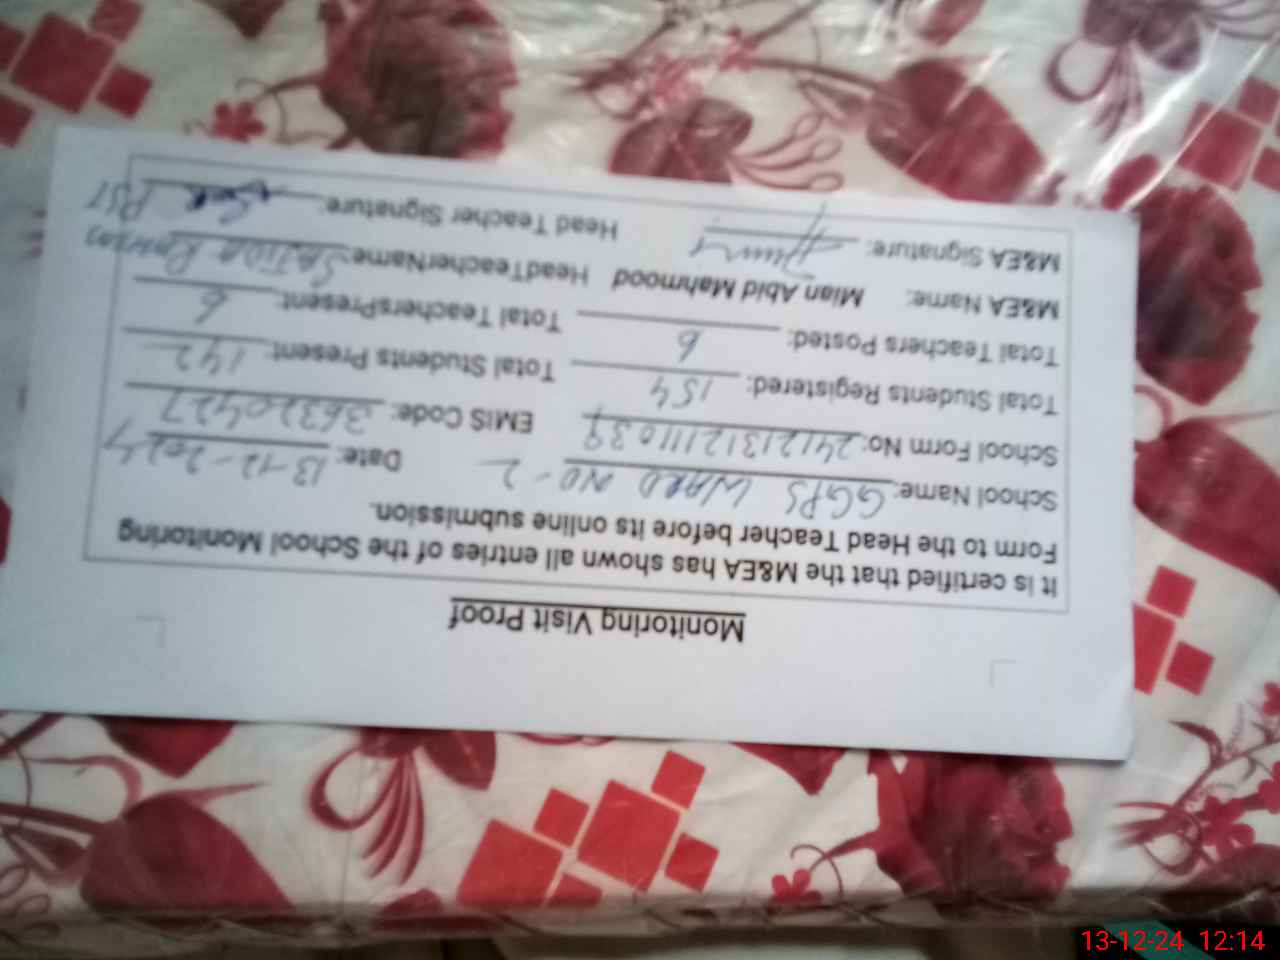 Monitoring Visit Proof
It is certified that the M&EA has shown all entries of the School Monitoring
Form to the Head Teacher before its online submission.
School Name: GGPS WARD NO-2 Date: 13-12-2024
School Form No: EMIS Code: 363220427
Total Students Registered: 154 Total Students Present: 142
Total Teachers Posted: 6 Total TeachersPresent: 6
M&EA Name: Mian Abid Mahmood HeadTeacherName:
M&EA Signature: Head Teacher Signature: PST
13-12-24 12:14